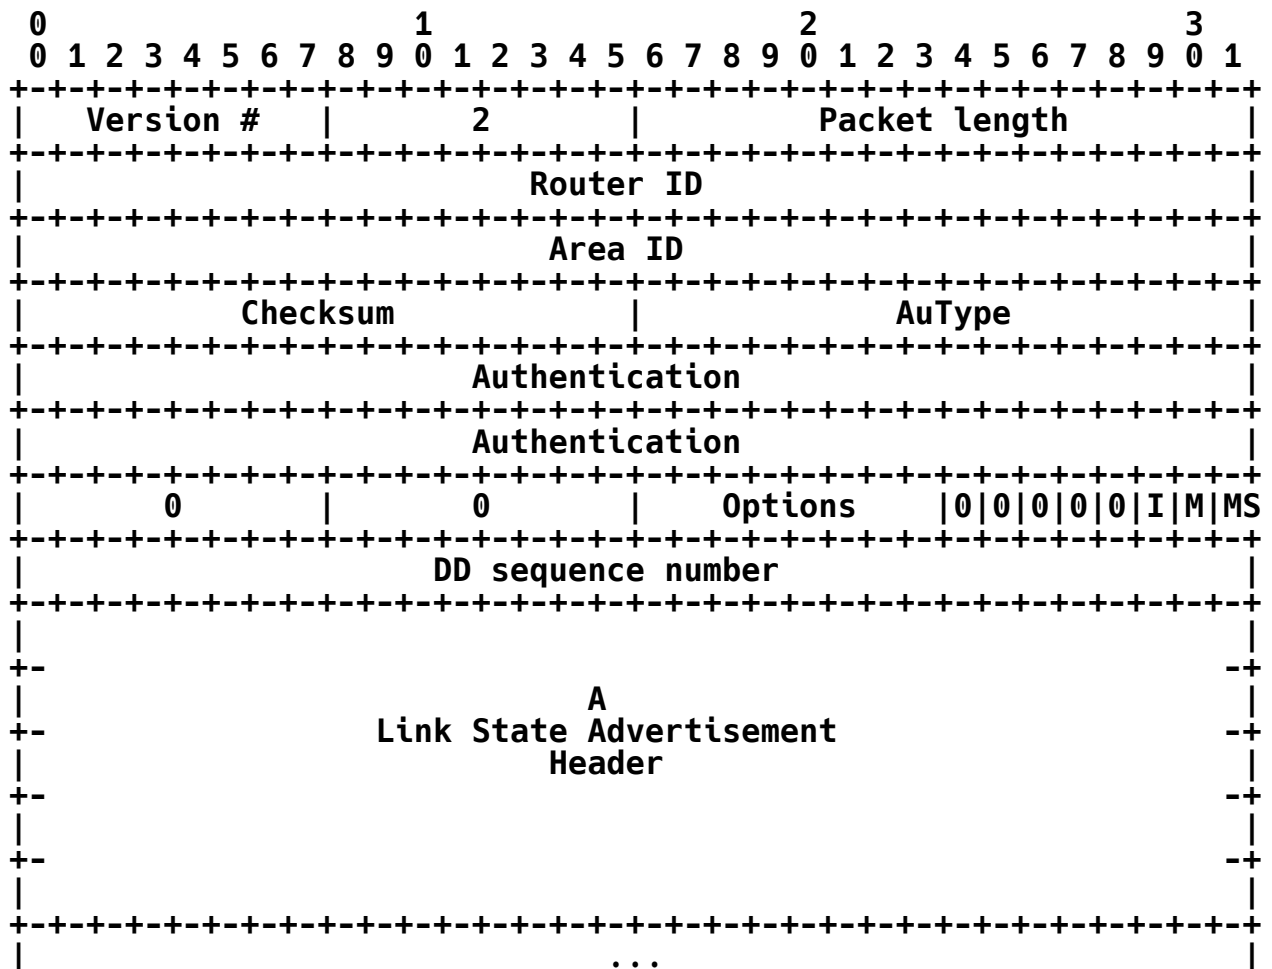 0                   1                   2                   3
 0 1 2 3 4 5 6 7 8 9 0 1 2 3 4 5 6 7 8 9 0 1 2 3 4 5 6 7 8 9 0 1
+-+-+-+-+-+-+-+-+-+-+-+-+-+-+-+-+-+-+-+-+-+-+-+-+-+-+-+-+-+-+-+-+
|   Version #   |       2       |         Packet length         |
+-+-+-+-+-+-+-+-+-+-+-+-+-+-+-+-+-+-+-+-+-+-+-+-+-+-+-+-+-+-+-+-+
|                          Router ID                            |
+-+-+-+-+-+-+-+-+-+-+-+-+-+-+-+-+-+-+-+-+-+-+-+-+-+-+-+-+-+-+-+-+
|                           Area ID                             |
+-+-+-+-+-+-+-+-+-+-+-+-+-+-+-+-+-+-+-+-+-+-+-+-+-+-+-+-+-+-+-+-+
|           Checksum            |             AuType            |
+-+-+-+-+-+-+-+-+-+-+-+-+-+-+-+-+-+-+-+-+-+-+-+-+-+-+-+-+-+-+-+-+
|                       Authentication                          |
+-+-+-+-+-+-+-+-+-+-+-+-+-+-+-+-+-+-+-+-+-+-+-+-+-+-+-+-+-+-+-+-+
|                       Authentication                          |
+-+-+-+-+-+-+-+-+-+-+-+-+-+-+-+-+-+-+-+-+-+-+-+-+-+-+-+-+-+-+-+-+
|       0       |       0       |    Options    |0|0|0|0|0|I|M|MS
+-+-+-+-+-+-+-+-+-+-+-+-+-+-+-+-+-+-+-+-+-+-+-+-+-+-+-+-+-+-+-+-+
|                     DD sequence number                        |
+-+-+-+-+-+-+-+-+-+-+-+-+-+-+-+-+-+-+-+-+-+-+-+-+-+-+-+-+-+-+-+-+
|                                                               |
+-                                                             -+
|                             A                                 |
+-                 Link State Advertisement                    -+
|                           Header                              |
+-                                                             -+
|                                                               |
+-                                                             -+
|                                                               |
+-+-+-+-+-+-+-+-+-+-+-+-+-+-+-+-+-+-+-+-+-+-+-+-+-+-+-+-+-+-+-+-+
|                              ...                              |